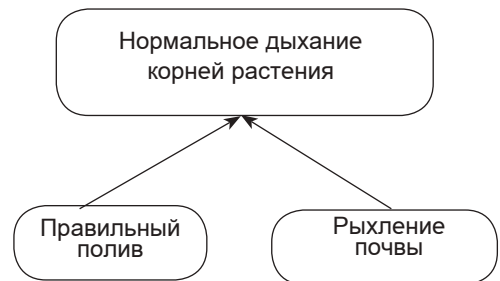 Нормальное дыхание
корней растения
Правильный
полив
Рыхление
почвы